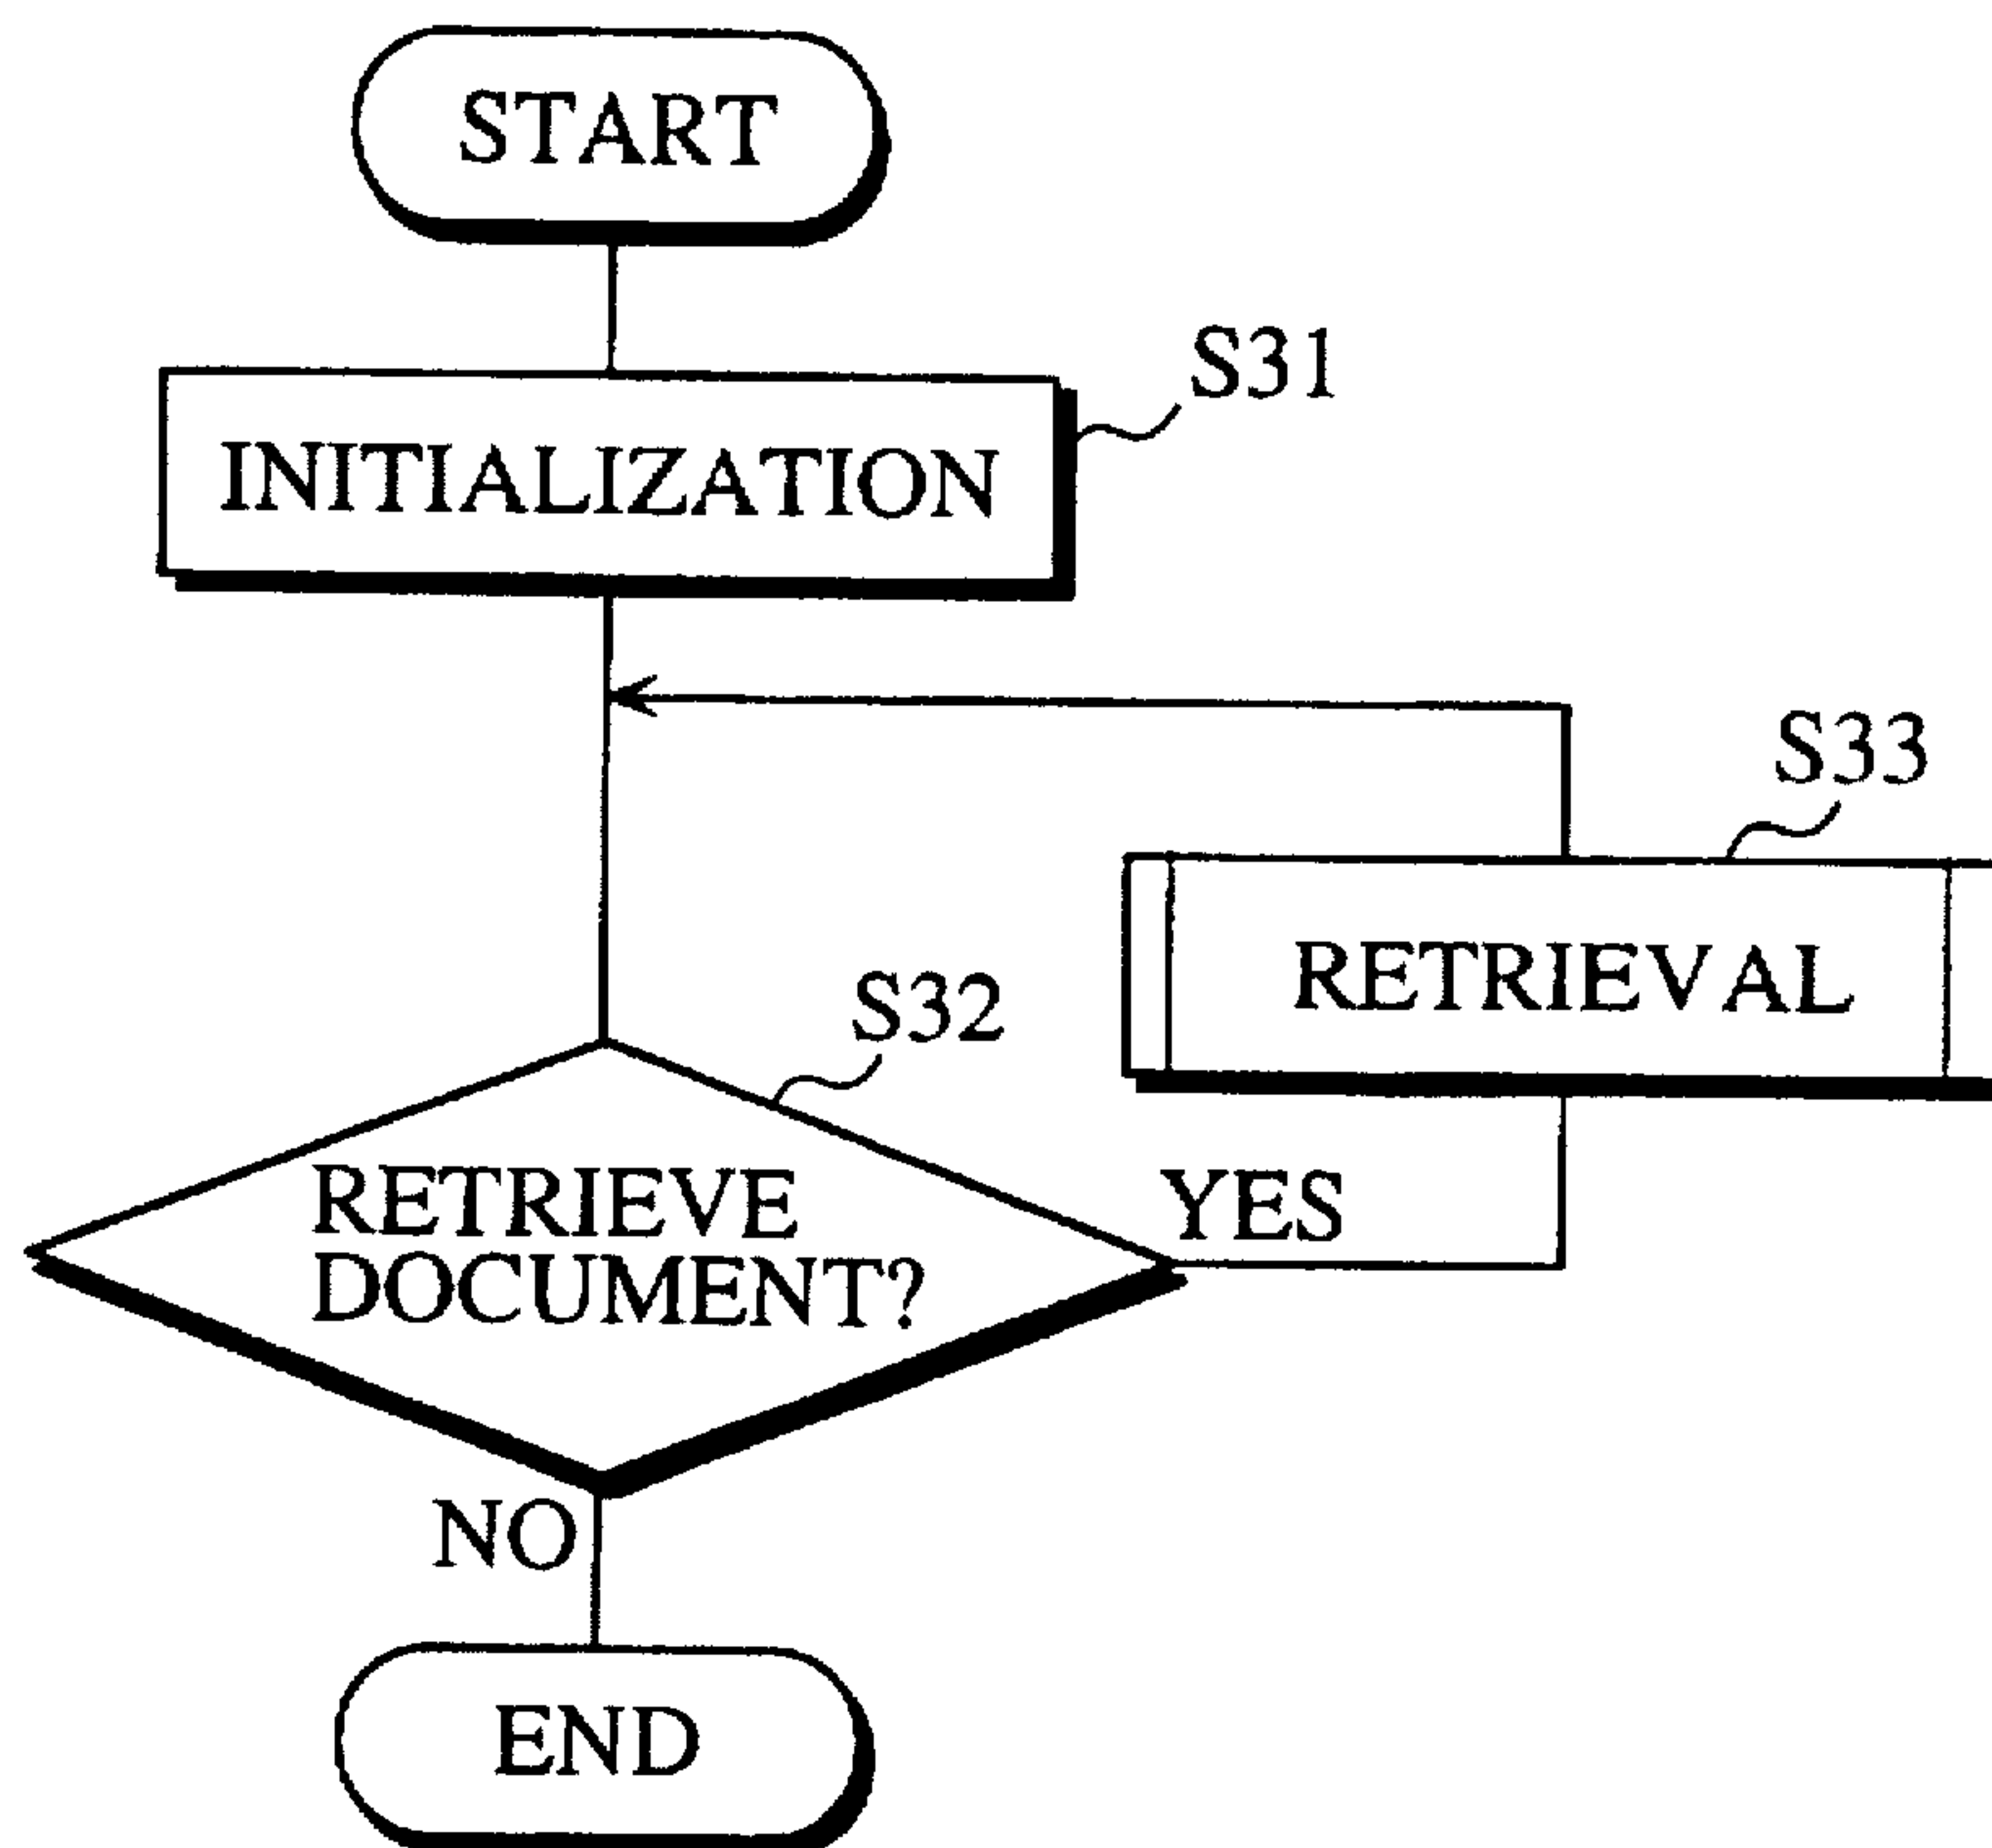 START
S31
INITIALIZATION
S33
RETRIEVAL
S32
RETRIEVE
DOCUMENT?
YES
NO
END